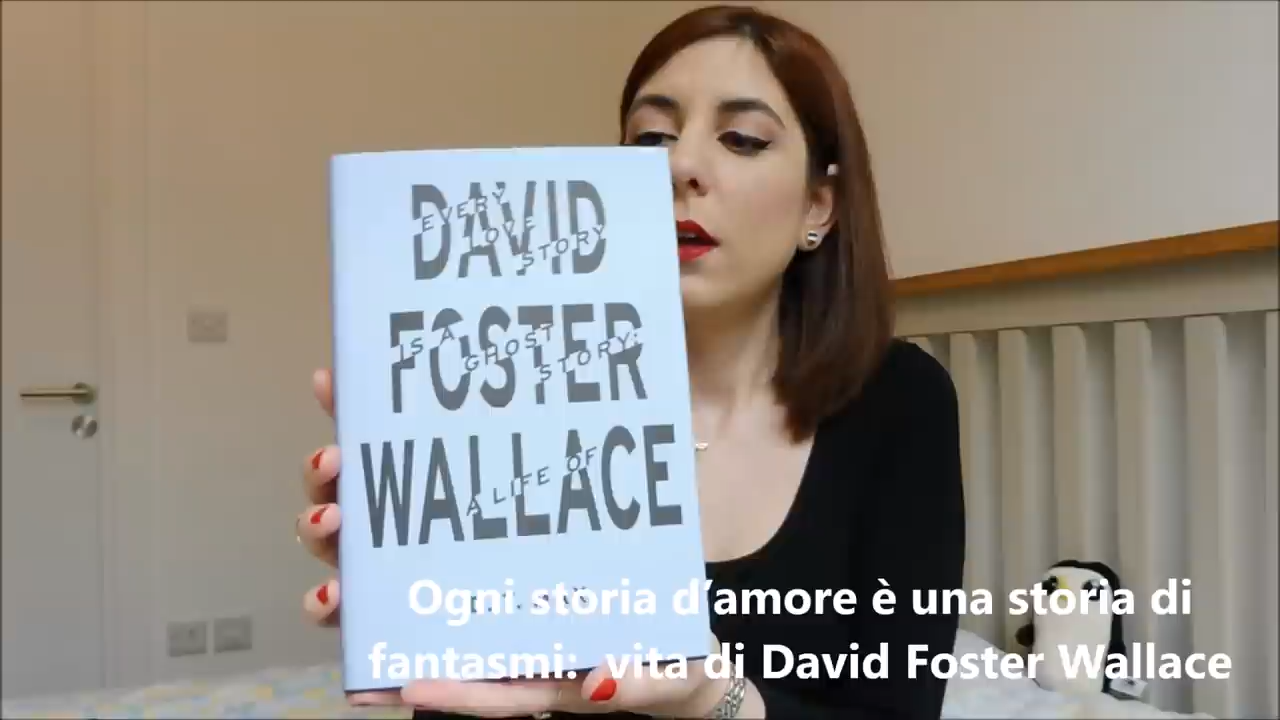 DAVID
EVERY
LOVE
STORY
FOSTER
IS A
GHOST
STORY:
WALLACE
A LIFE OF
Ogni storia d'amore è una storia di
fantasmi: vita di David Foster Wallace